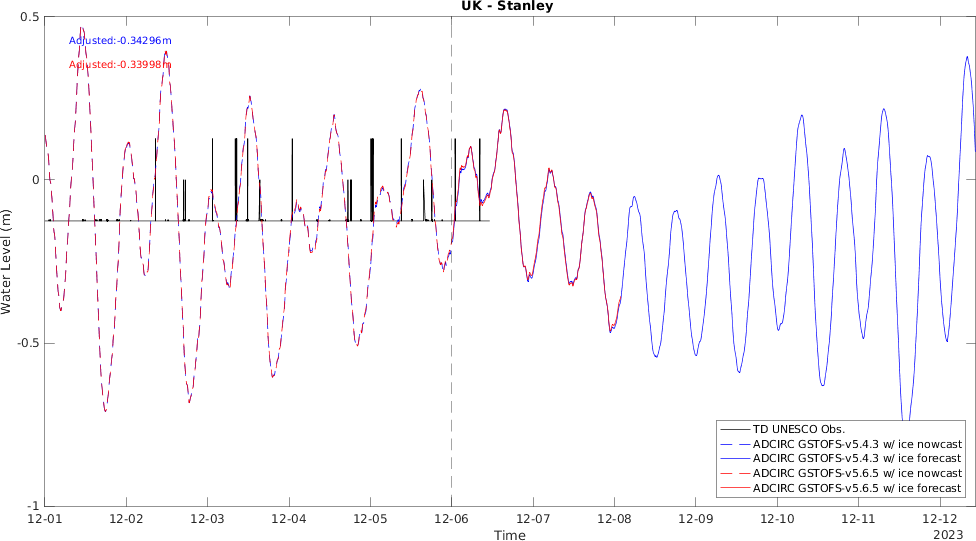 UK - Stanley
0.5
Adjusted:-0.34296m
Adjusted:-0.33998m
0
Water Level (m)
-0.5
TD UNESCO Obs.
ADCIRC GSTOFS-v5.4.3 w/ ice nowcast
ADCIRC GSTOFS-v5.4.3 w/ ice forecast
ADCIRC GSTOFS-v5.6.5 w/ ice nowcast
ADCIRC GSTOFS-v5.6.5 w/ ice forecast
-1
12-01 12-02 12-03 12-04 12-05 12-06 12-07 12-08 12-09 12-10 12-11 12-12
Time 2023